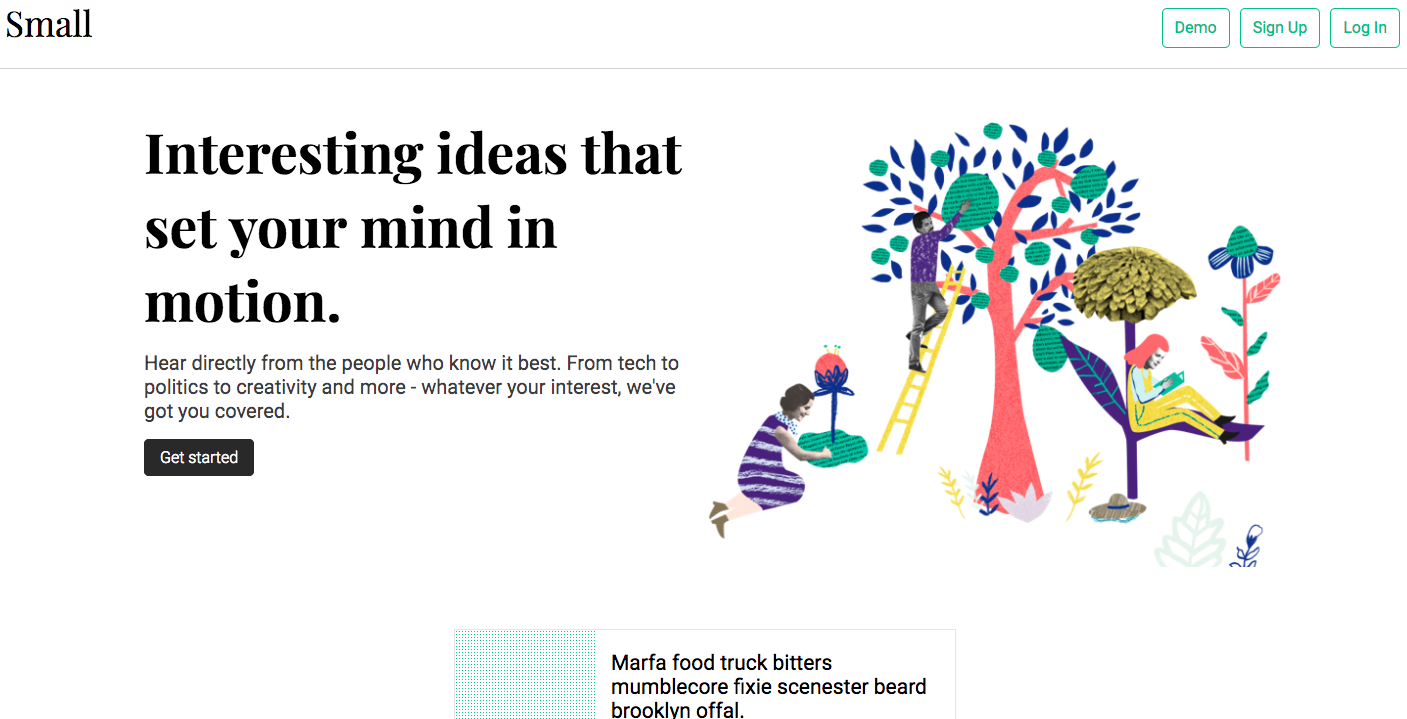 Small
Demo
Sign Up
Log In
Interesting ideas that
set your mind in
motion.
Hear directly from the people who know it best. From tech to
politics to creativity and more - whatever your interest, we've
got you covered.
Get started
Marfa food truck bitters
mumblecore fixie scenester beard
brooklyn offal.